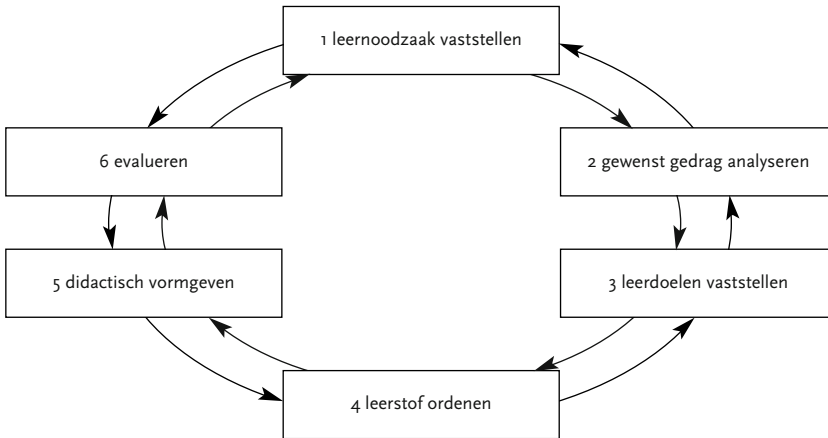 1 leernoodzaak vaststellen
2 gewenst gedrag analyseren
3 leerdoelen vaststellen
4 leerstof ordenen
5 didactisch vormgeven
6 evalueren